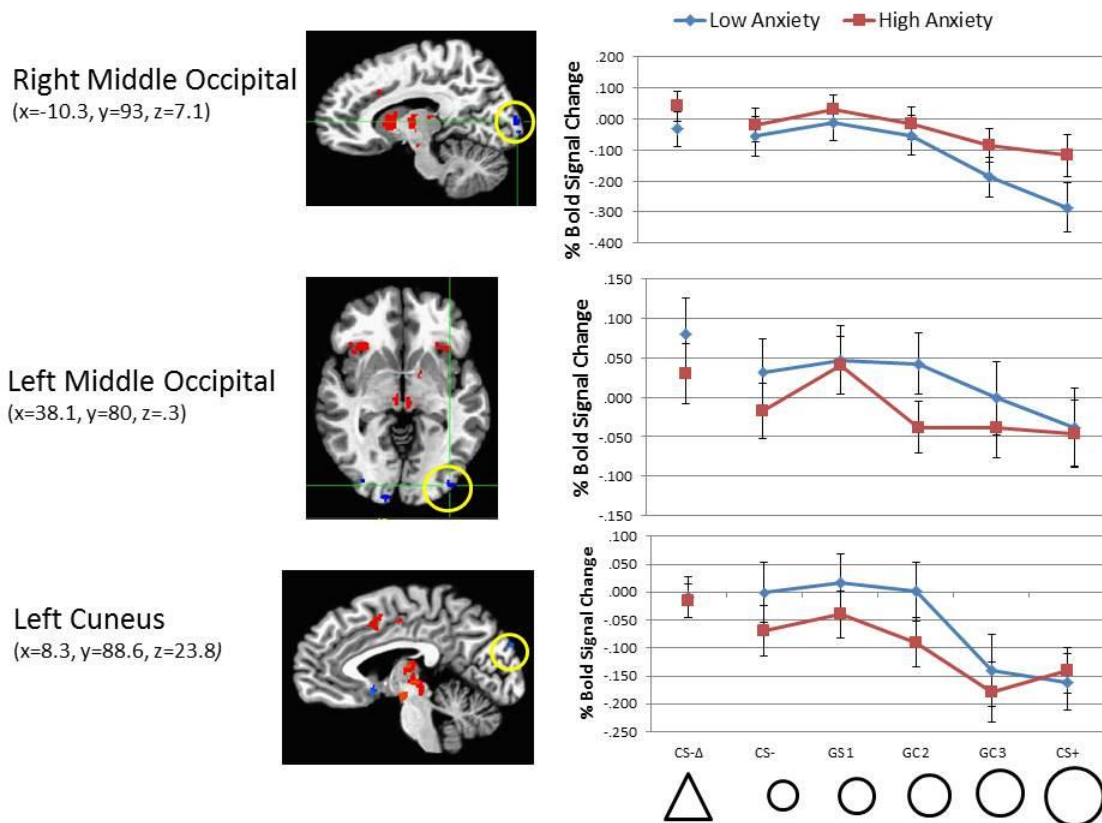 Low Anxiety High Anxiety
Right Middle Occipital
(x=-10.3, y=93, z=7.1)
% Bold Signal Change
.200
.100
.000
-.100
-.200
-.300
-.400
Left Middle Occipital
(x=38.1, y=80, z=.3)
% Bold Signal Change
.150
.100
.050
.000
-.050
-.100
-.150
Left Cuneus
(x=8.3, y=88.6, z=23.8)
% Bold Signal Change
.100
.050
.000
-.050
-.100
-.150
-.200
-.250
CS-Δ CS- GS1 GC2 GC3 CS+